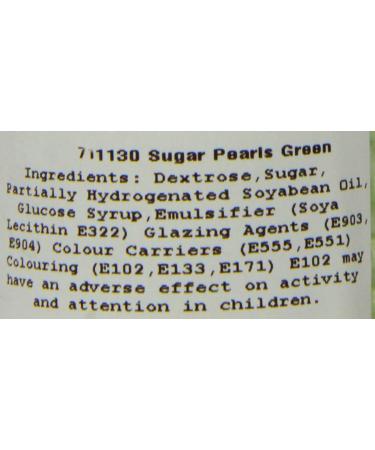 711130 Sugar Pearls Green
Ingredients: Dextrose,Sugar,
Partially Hydrogenated Soyabean Oil,
Glucose Syrup,Emulsifier (Soya
Lecithin E322) Glazing Agents (E903,
E904) Colour Carriers (E555,E551)
Colouring (E102,E133,E171) E102 may
have an adverse effect on activity
and attention in children.